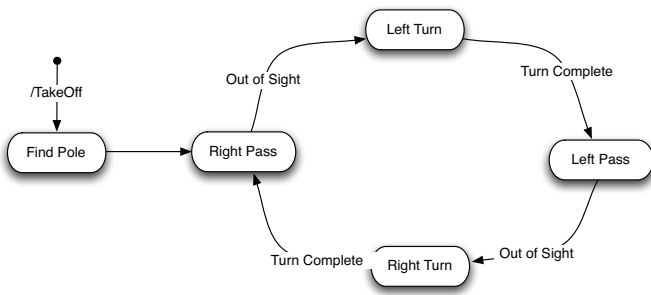 Left Turn
Out of Sight
Turn Complete
/TakeOff
Find Pole
Right Pass
Left Pass
Turn Complete
Right Turn
Out of Sight